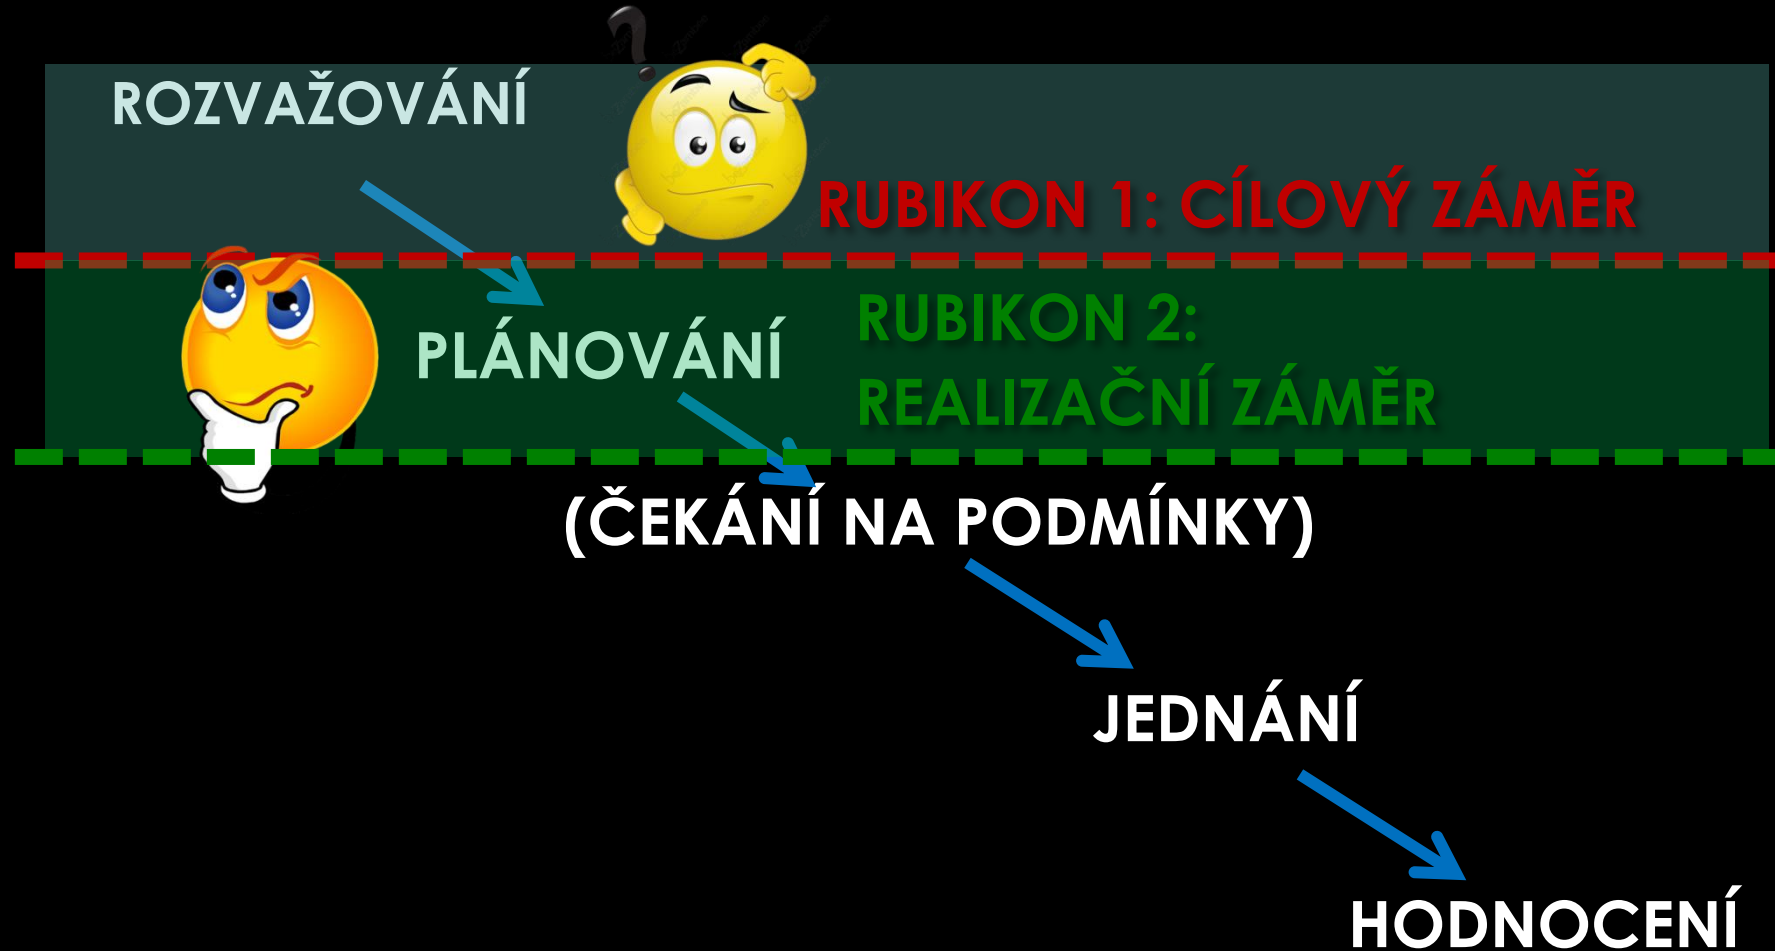 ROZVAŽOVÁNÍ
RUBIKON 1: CÍLOVÝ ZÁMĚR
PLÁNOVÁNÍ
RUBIKON 2:
REALIZAČNÍ ZÁMĚR
(ČEKÁNÍ NA PODMÍNKY)
JEDNÁNÍ
HODNOCENÍ